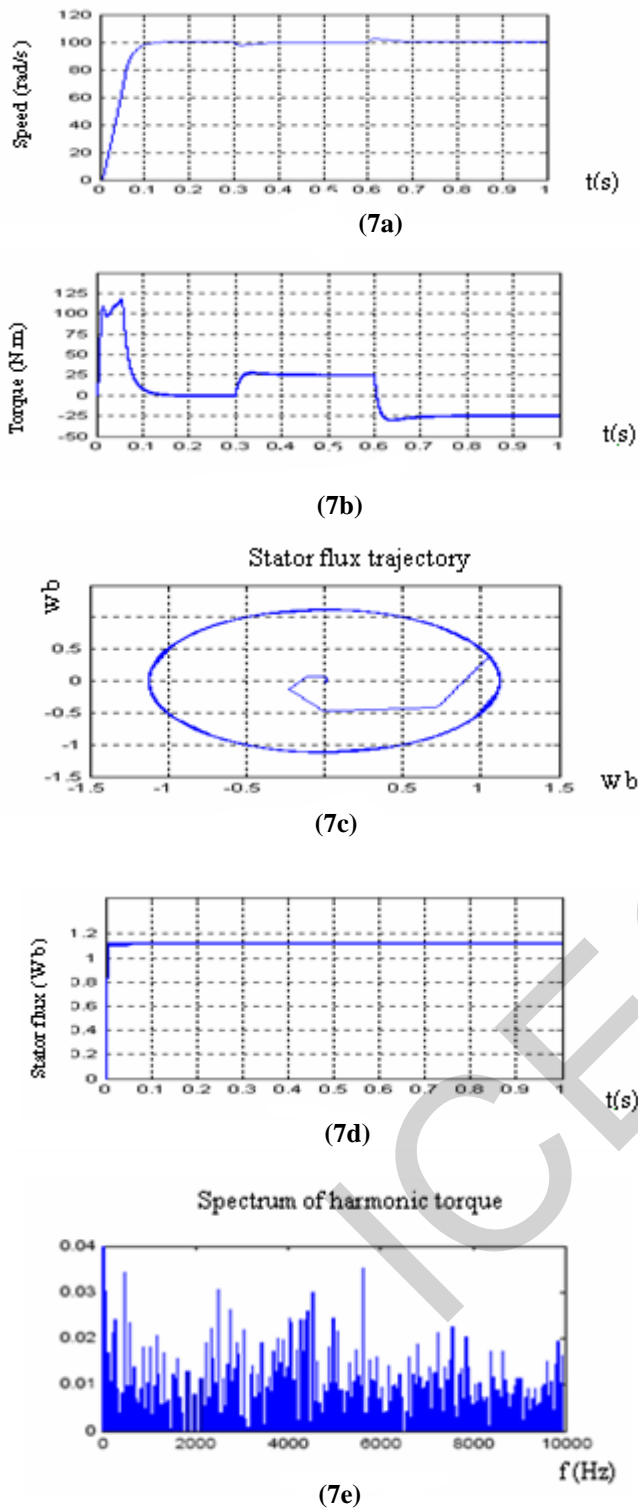 120
100
80
60
40
20
0
Speed (rad/s)
0 0.1 0.2 0.3 0.4 0.5 0.6 0.7 0.8 0.9 1
t(s)
(7a)
125
100
75
50
25
0
-25
-50
Torque (N.m)
0 0.1 0.2 0.3 0.4 0.5 0.6 0.7 0.8 0.9 1
t(s)
(7b)
Stator flux trajectory
wb
0.5
0
-0.5
-1
-1.5
-1.5 -1 -0.5 0.5 1 1.5
Wb
(7c)
1.2
1
0.8
0.6
0.4
0.2
0
Stator flux (Wb)
0 0.1 0.2 0.3 0.4 0.5 0.6 0.7 0.8 0.9 1
t(s)
(7d)
Spectrum of harmonic torque
0.04
0.03
0.02
0.01
0
0 2000 4000 6000 8000 10000
f (Hz)
(7e)
ICE